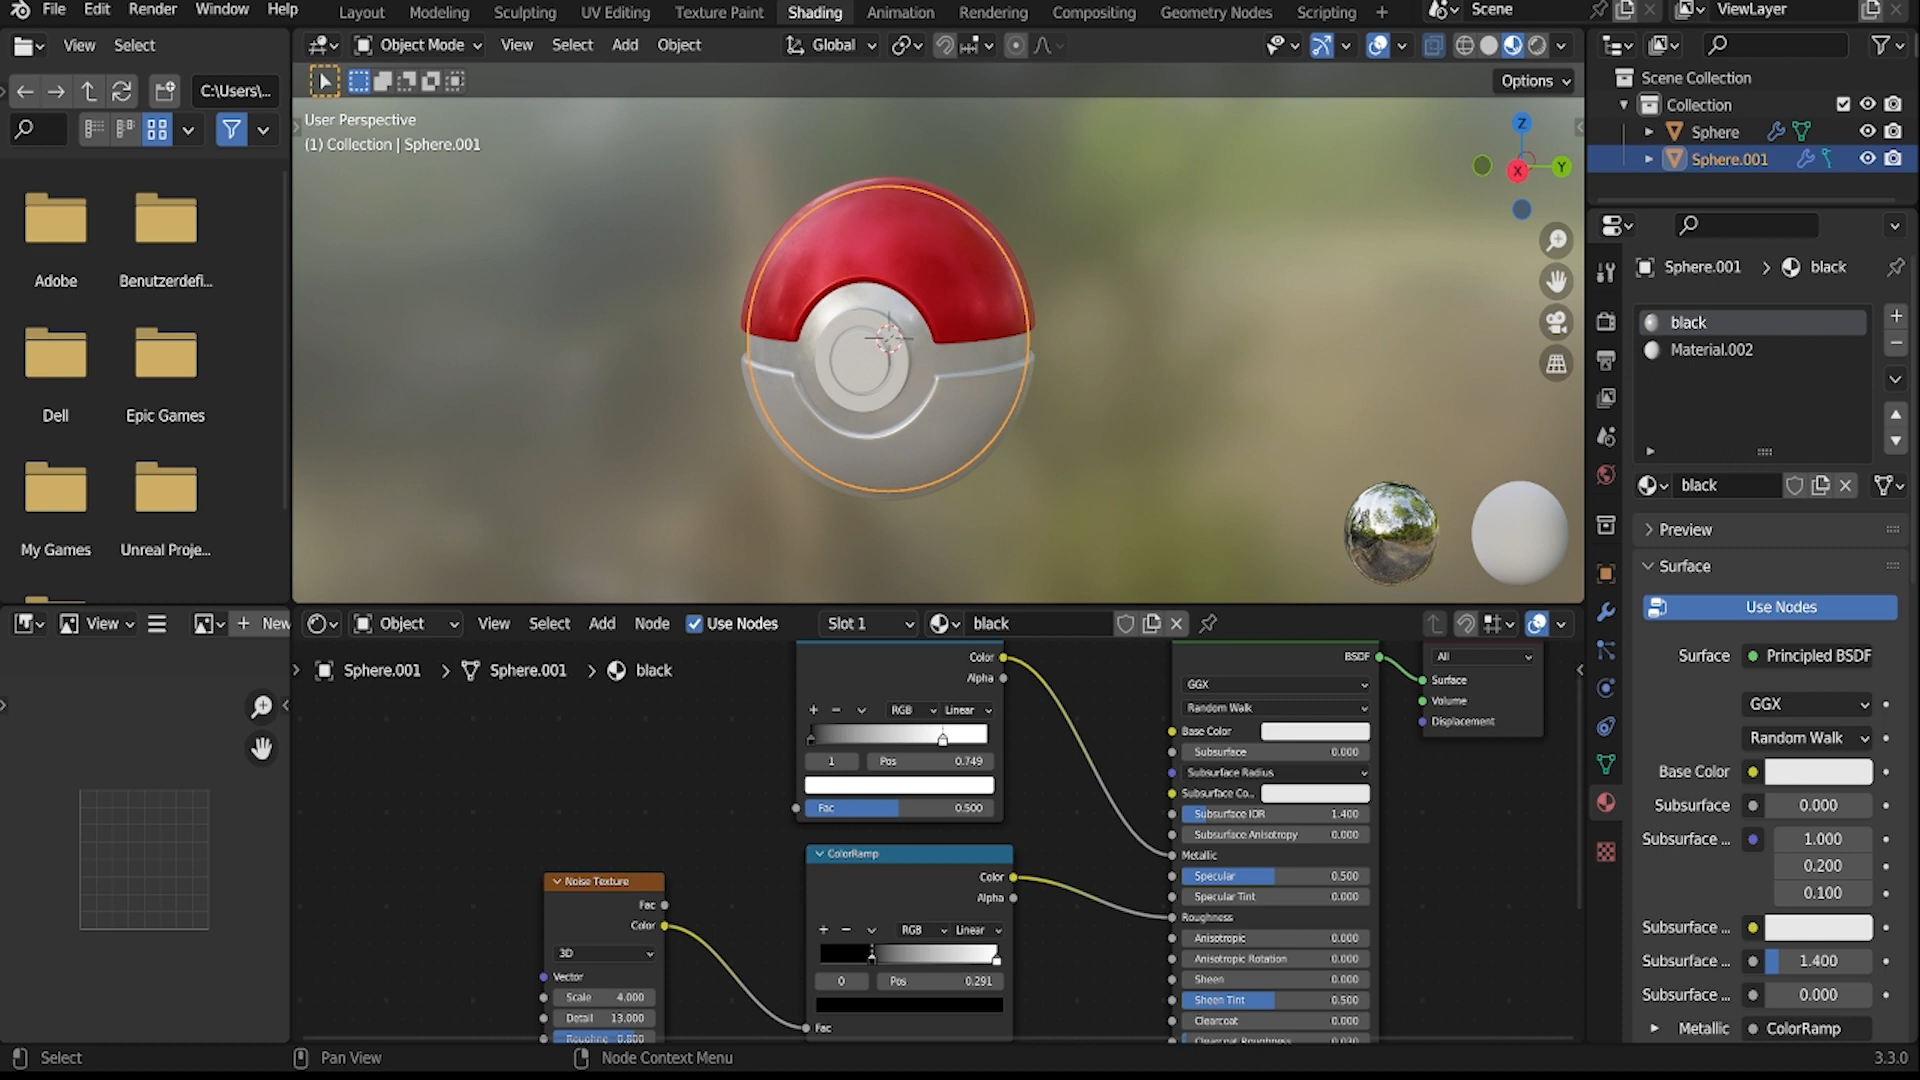 File Edit Render Window Help Layout Modeling Sculpting UV Editing Texture Paint Shading Animation Rendering Compositing Geometry Nodes Scripting + Scene ViewLayer
View Select C:\Users\...
Object Mode View Select Add Object Global
Options
User Perspective
(1) Collection | Sphere.001
Z
Y
X
Adobe Benutzerdefi...
Dell Epic Games
My Games Unreal Proje...
Scene Collection
Collection
Sphere
Sphere.001
Sphere.001 > black
black
Material.002
black
Preview
Surface
Use Nodes
Surface Principled BSDF
GGX
Random Walk
Base Color
Subsurface 0.000
Subsurface ... 1.000
0.200
0.100
Subsurface ...
Subsurface ... 1.400
Subsurface ... 0.000
Metallic ColorRamp
View + New
Object View Select Add Node Use Nodes Slot 1 black
Sphere.001 > Sphere.001 > black
Color
Alpha
RGB Linear
1 Pos 0.749
Fac 0.500
ColorRamp
Color
Alpha
RGB Linear
0 Pos 0.291
Fac
Noise Texture
Fac
Color
3D
Vector
Scale 4.000
Detail 13.000
Roughne 0.800
BSDF
GGX
Random Walk
Base Color
Subsurface 0.000
Subsurface Radius
Subsurface Co...
Subsurface IOR 1.400
Subsurface Anisotropy 0.000
Metallic
Specular 0.500
Specular Tint 0.000
Roughness
Anisotropic 0.000
Anisotropic Rotation 0.000
Sheen 0.000
Sheen Tint 0.500
Clearcoat 0.000
Clearcoat Roughness 0.030
All
Surface
Volume
Displacement
Select Pan View Node Context Menu 3.3.0